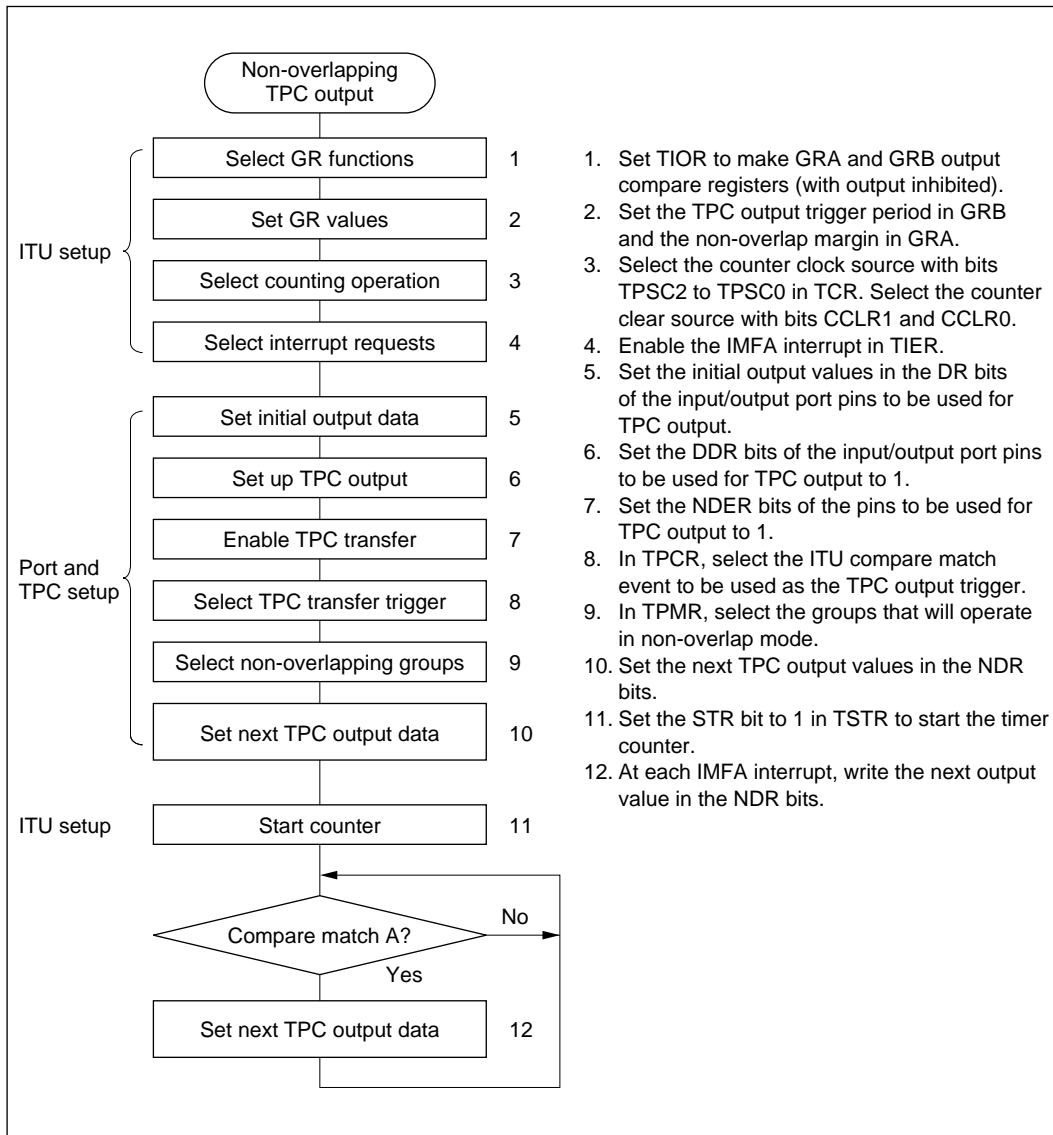 Non-overlapping
TPC output
ITU setup
Select GR functions 1
Set GR values 2
Select counting operation 3
Select interrupt requests 4
Port and
TPC setup
Set initial output data 5
Set up TPC output 6
Enable TPC transfer 7
Select TPC transfer trigger 8
Select non-overlapping groups 9
Set next TPC output data 10
ITU setup
Start counter 11
Compare match A?
No
Yes
Set next TPC output data 12
1. Set TIOR to make GRA and GRB output
compare registers (with output inhibited).
2. Set the TPC output trigger period in GRB
and the non-overlap margin in GRA.
3. Select the counter clock source with bits
TPSC2 to TPSC0 in TCR. Select the counter
clear source with bits CCLR1 and CCLR0.
4. Enable the IMFA interrupt in TIER.
5. Set the initial output values in the DR bits
of the input/output port pins to be used for
TPC output.
6. Set the DDR bits of the input/output port pins
to be used for TPC output to 1.
7. Set the NDER bits of the pins to be used for
TPC output to 1.
8. In TPCR, select the ITU compare match
event to be used as the TPC output trigger.
9. In TPMR, select the groups that will operate
in non-overlap mode.
10. Set the next TPC output values in the NDR
bits.
11. Set the STR bit to 1 in TSTR to start the timer
counter.
12. At each IMFA interrupt, write the next output
value in the NDR bits.